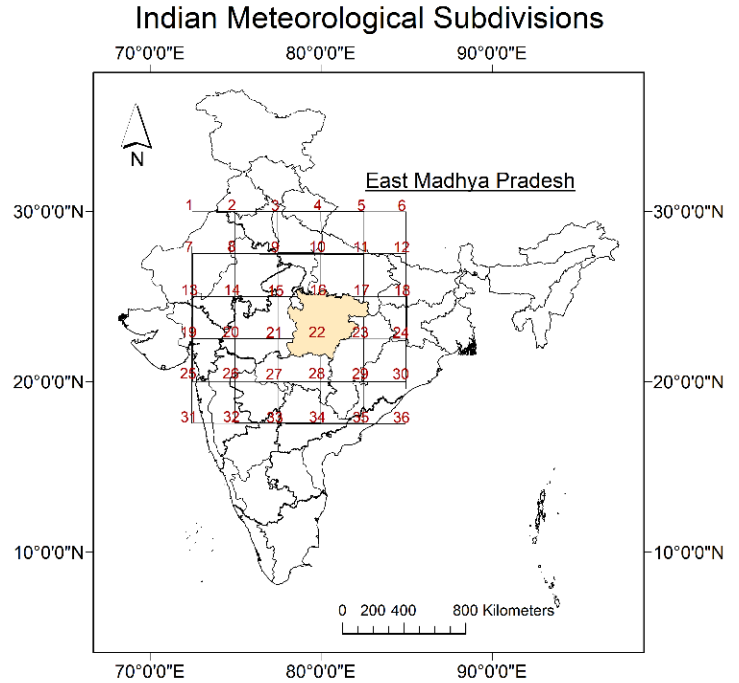 Indian Meteorological Subdivisions
70°0'0"E 80°0'0"E 90°0'0"E
N
East Madhya Pradesh
30°0'0"N 1 2 3 4 5 6 30°0'0"N
7 8 9 10 11 12
13 14 15 16 17 18
19 20 21 22 23 24
20°0'0"N 25 26 27 28 29 30 20°0'0"N
31 32 33 34 35 36
10°0'0"N 10°0'0"N
0 200 400 800 Kilometers
70°0'0"E 80°0'0"E 90°0'0"E